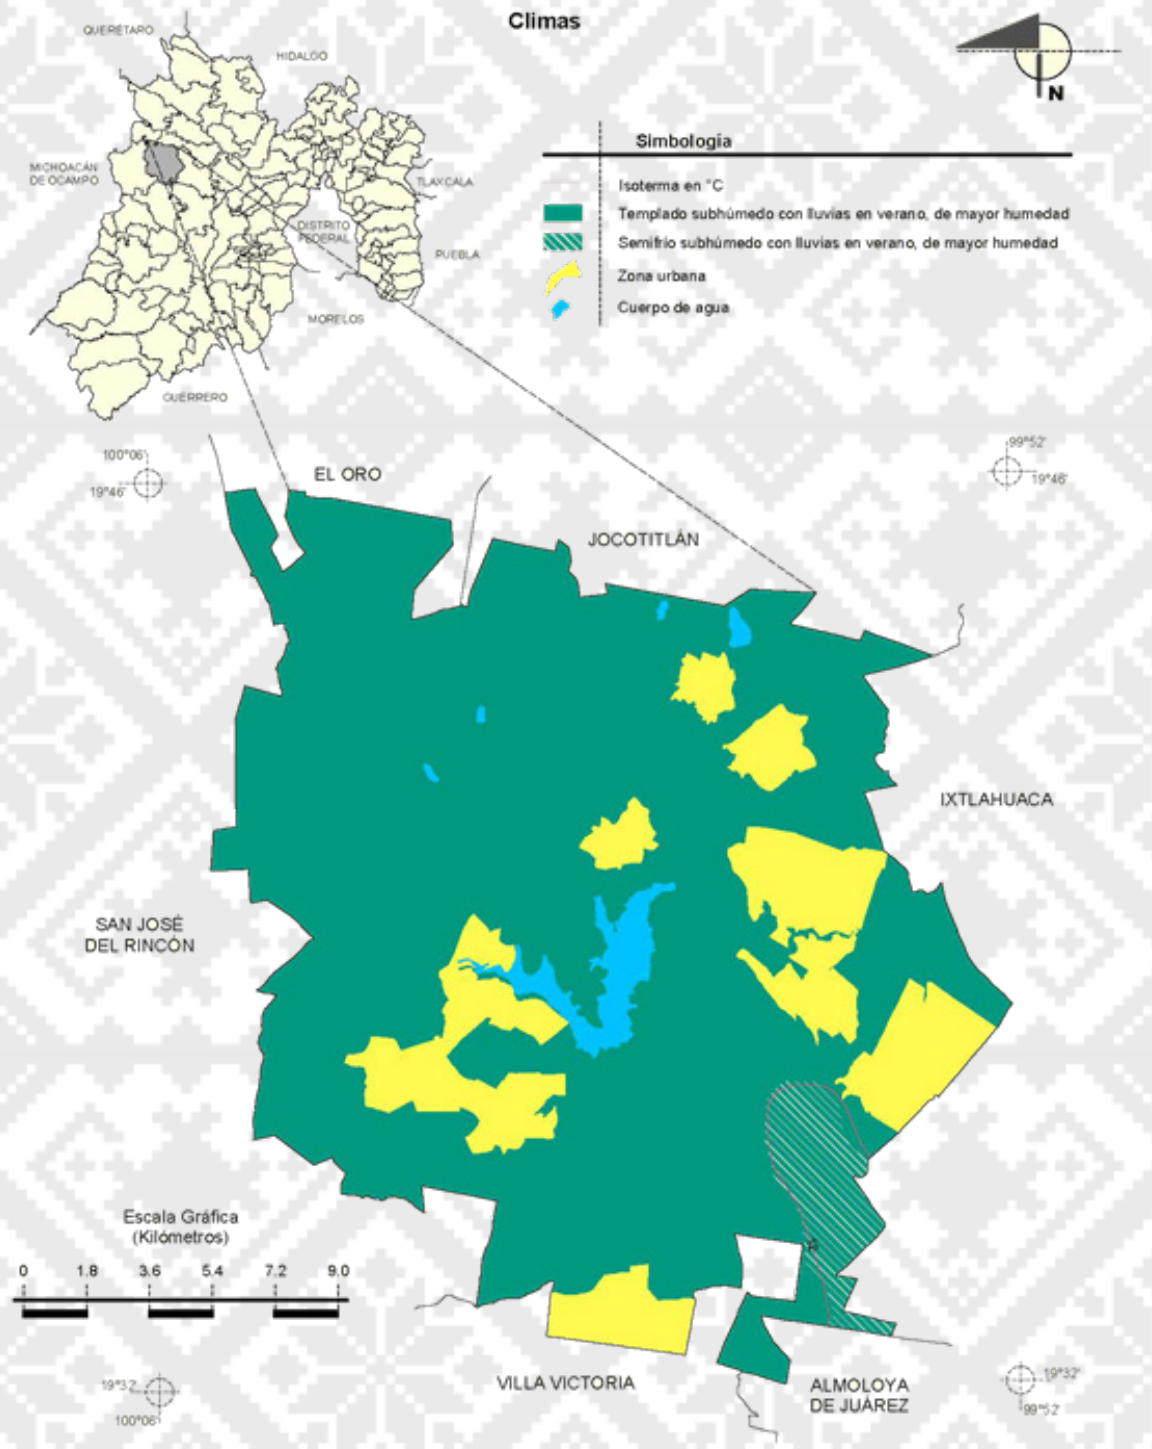 Climas
QUERÉTARO
HIDALGO
MICHOACÁN
DE OCAMPO
TLAXCALA
DISTRITO
FEDERAL
PUEBLA
MORELOS
GUERRERO
N
Simbología
Isoterma en °C
Templado subhúmedo con lluvias en verano, de mayor humedad
Semifrío subhúmedo con lluvias en verano, de mayor humedad
Zona urbana
Cuerpo de agua
100°06'
19°46'
99°52'
19°46'
EL ORO
JOCOTITLÁN
IXTLAHUACA
SAN JOSÉ
DEL RINCÓN
Escala Gráfica
(Kilómetros)
0 1.8 3.6 5.4 7.2 9.0
19°32'
100°06'
VILLA VICTORIA
ALMOLOYA
DE JUÁREZ
19°32'
99°52'